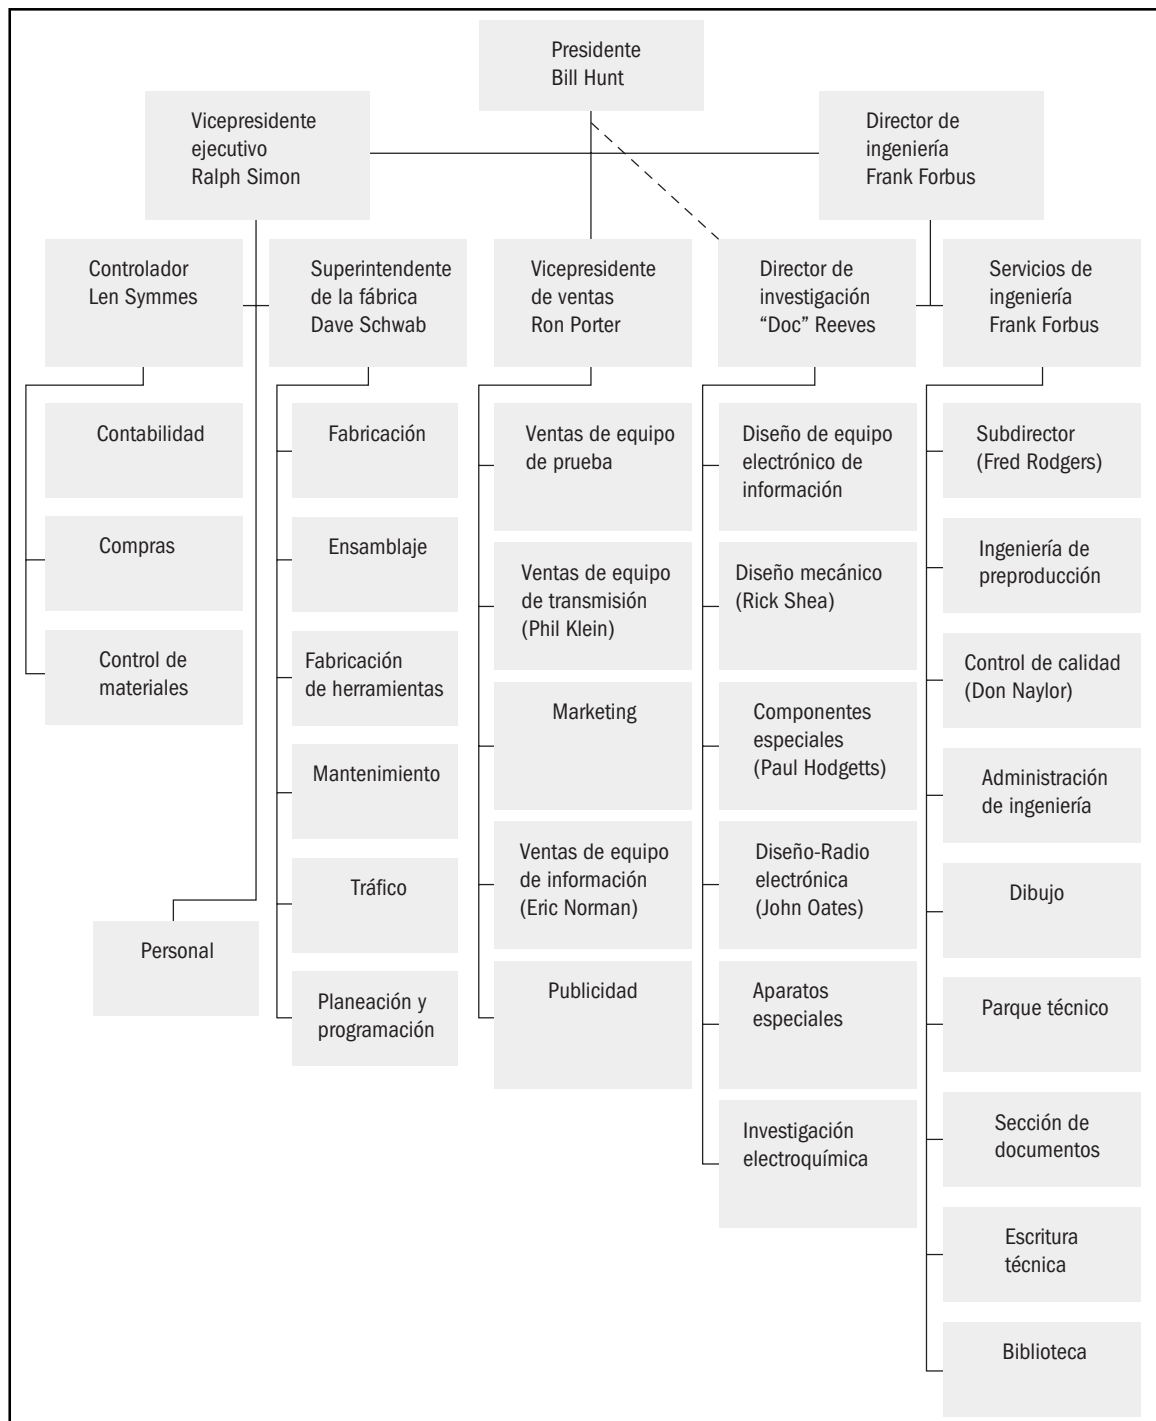 Presidente
Bill Hunt
Vicepresidente
ejecutivo
Ralph Simon
Director de
ingeniería
Frank Forbus
Controlador
Len Symmes
Superintendente
de la fábrica
Dave Schwab
Vicepresidente
de ventas
Ron Porter
Director de
investigación
“Doc” Reeves
Servicios de
ingeniería
Frank Forbus
Contabilidad
Compras
Control de
materiales
Personal
Fabricación
Ensamblaje
Fabricación
de herramientas
Mantenimiento
Tráfico
Planeación y
programación
Ventas de equipo
de prueba
Ventas de equipo
de transmisión
(Phil Klein)
Marketing
Ventas de equipo
de información
(Eric Norman)
Publicidad
Diseño de equipo
electrónico de
información
Diseño mecánico
(Rick Shea)
Componentes
especiales
(Paul Hodgetts)
Diseño-Radio
electrónica
(John Oates)
Aparatos
especiales
Investigación
electroquímica
Subdirector
(Fred Rodgers)
Ingeniería de
preproducción
Control de calidad
(Don Naylor)
Administración
de ingeniería
Dibujo
Parque técnico
Sección de
documentos
Escritura
técnica
Biblioteca